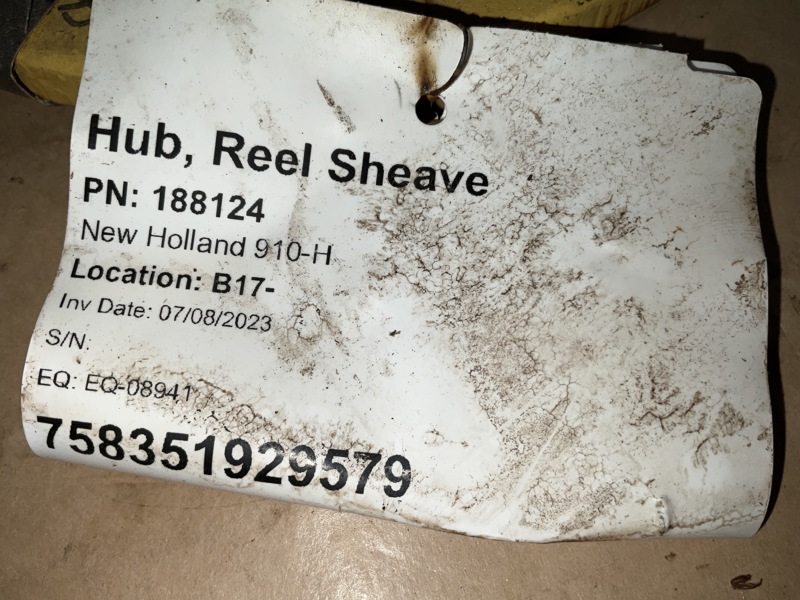 Hub, Reel Sheave
PN: 188124
New Holland 910-H
Location: B17-
Inv Date: 07/08/2023
S/N:
EQ: EQ-08941
758351929579